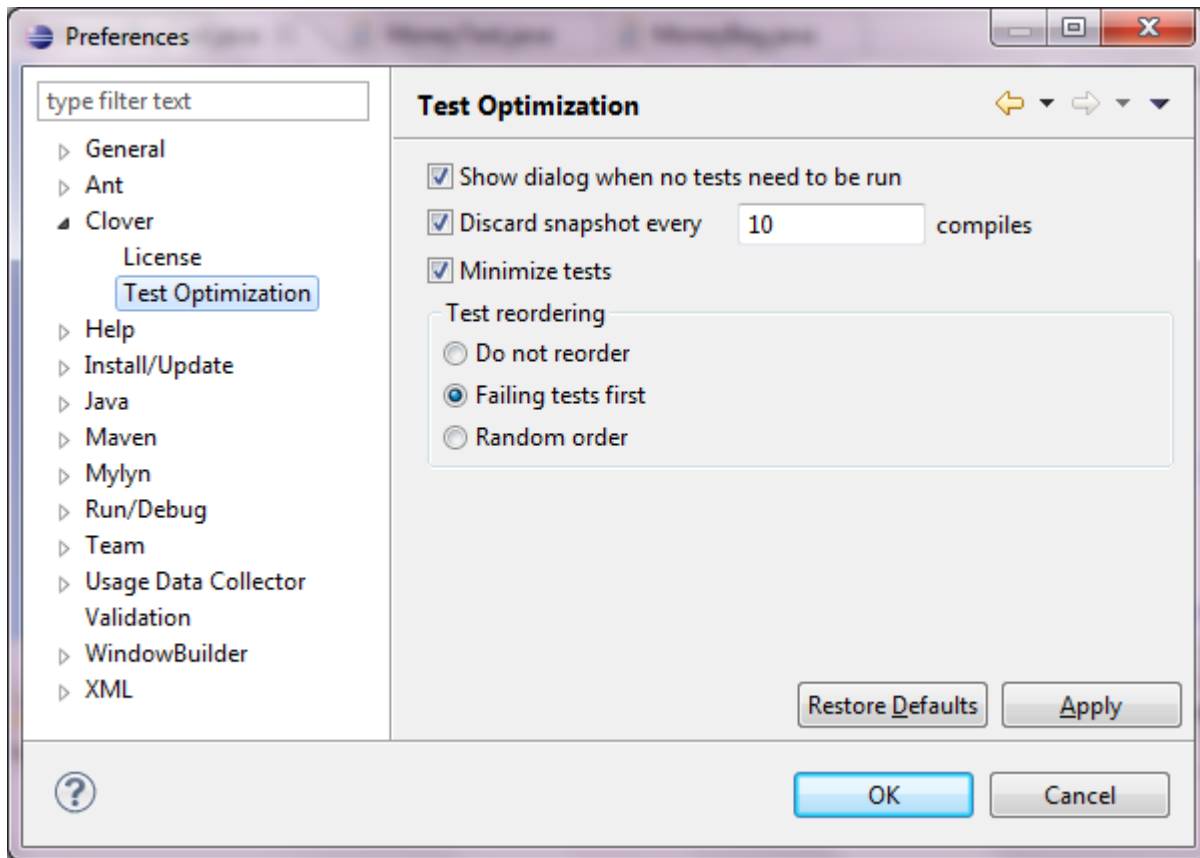 Preferences
type filter text
General
Ant
Clover
License
Test Optimization
Help
Install/Update
Java
Maven
Mylyn
Run/Debug
Team
Usage Data Collector
Validation
WindowBuilder
XML
Test Optimization
Show dialog when no tests need to be run
Discard snapshot every 10 compiles
Minimize tests
Test reordering
Do not reorder
Failing tests first
Random order
Restore Defaults Apply
OK Cancel